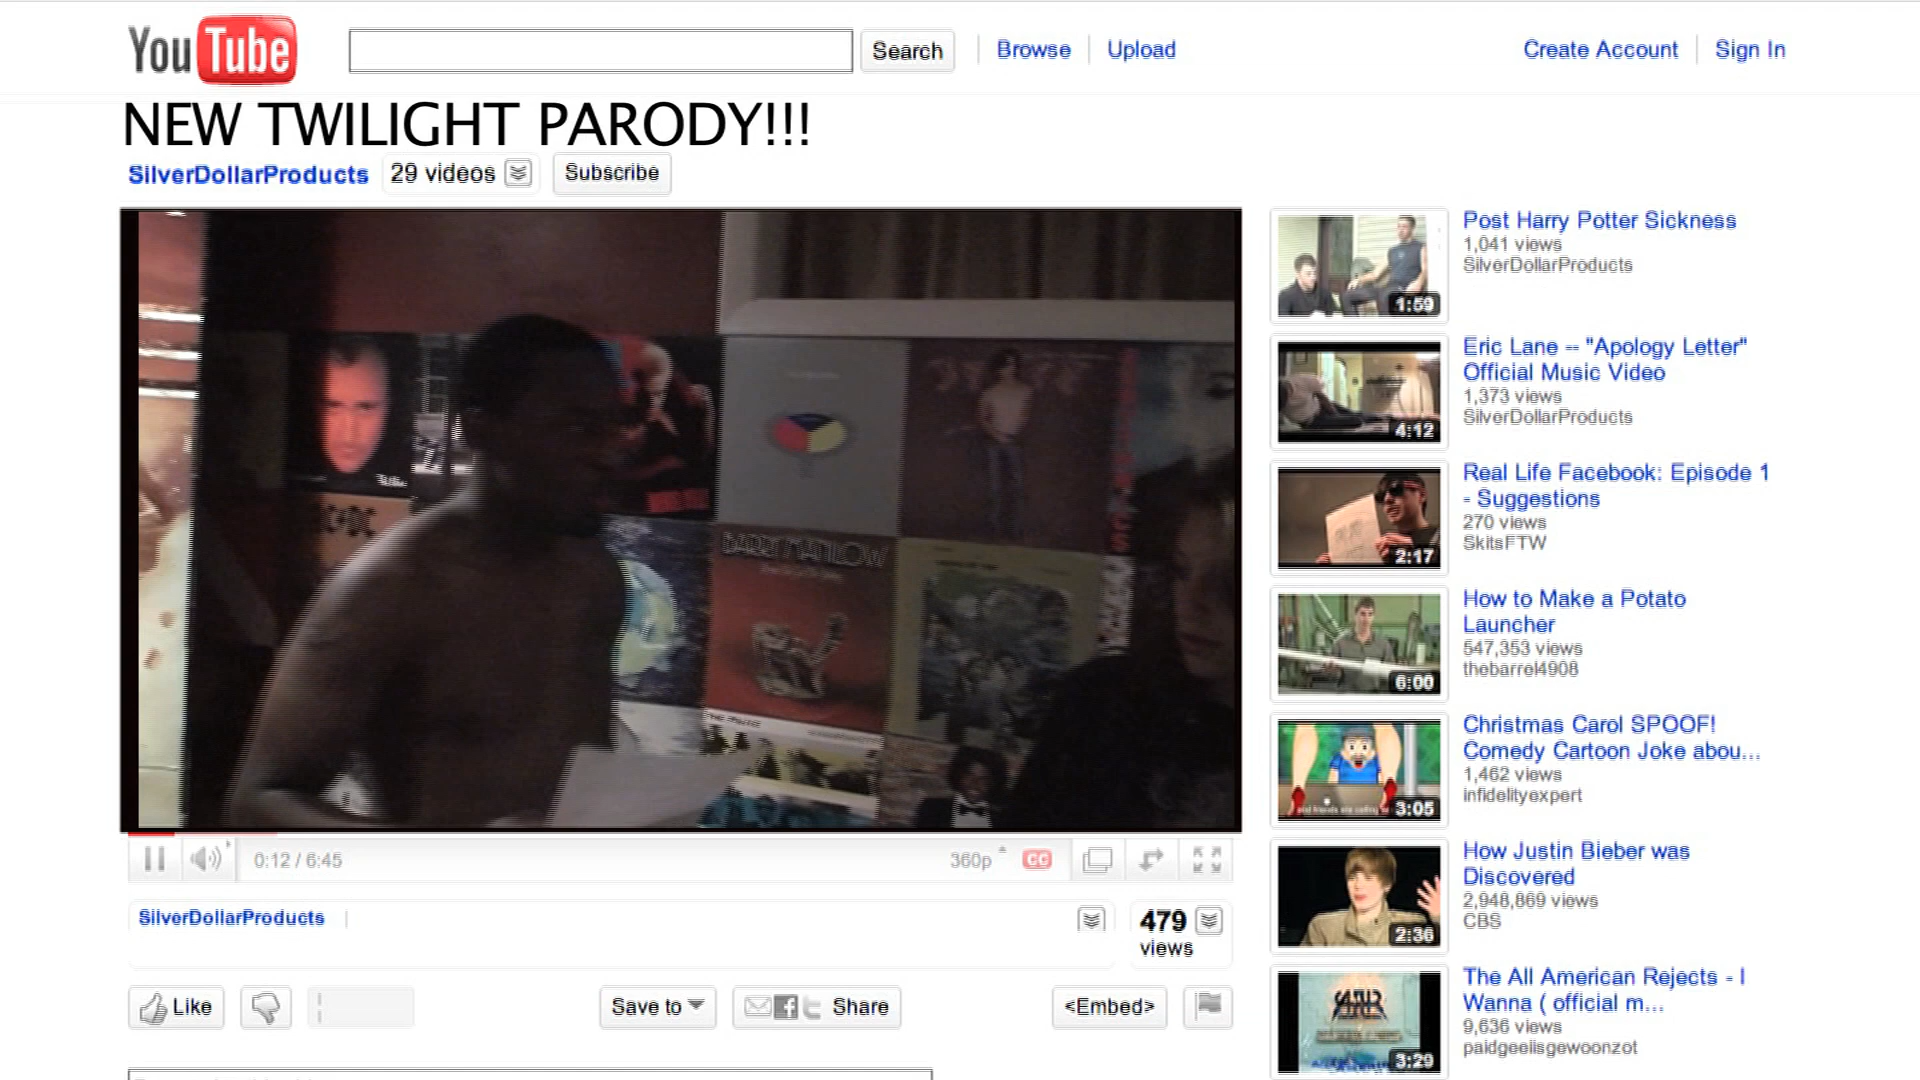 YouTube
Search
Browse
Upload
Create Account
Sign In
NEW TWILIGHT PARODY!!!
SilverDollarProducts
29 videos
Subscribe
AC/DC
BARRY MANILOW
0:12 / 6:45
360p
CC
SilverDollarProducts
479
views
Like
Save to
Share
<Embed>
Post Harry Potter Sickness
1,041 views
SilverDollarProducts
1:59
Eric Lane -- "Apology Letter"
Official Music Video
1,373 views
SilverDollarProducts
4:12
Real Life Facebook: Episode 1
- Suggestions
270 views
SkitsFTW
2:17
How to Make a Potato
Launcher
547,353 views
thebarrel4908
6:00
Christmas Carol SPOOF!
Comedy Cartoon Joke abou...
1,462 views
infidelityexpert
3:05
How Justin Bieber was
Discovered
2,948,869 views
CBS
2:36
The All American Rejects - I
Wanna ( official m...
9,636 views
paidgeeiisgewoonzot
3:29